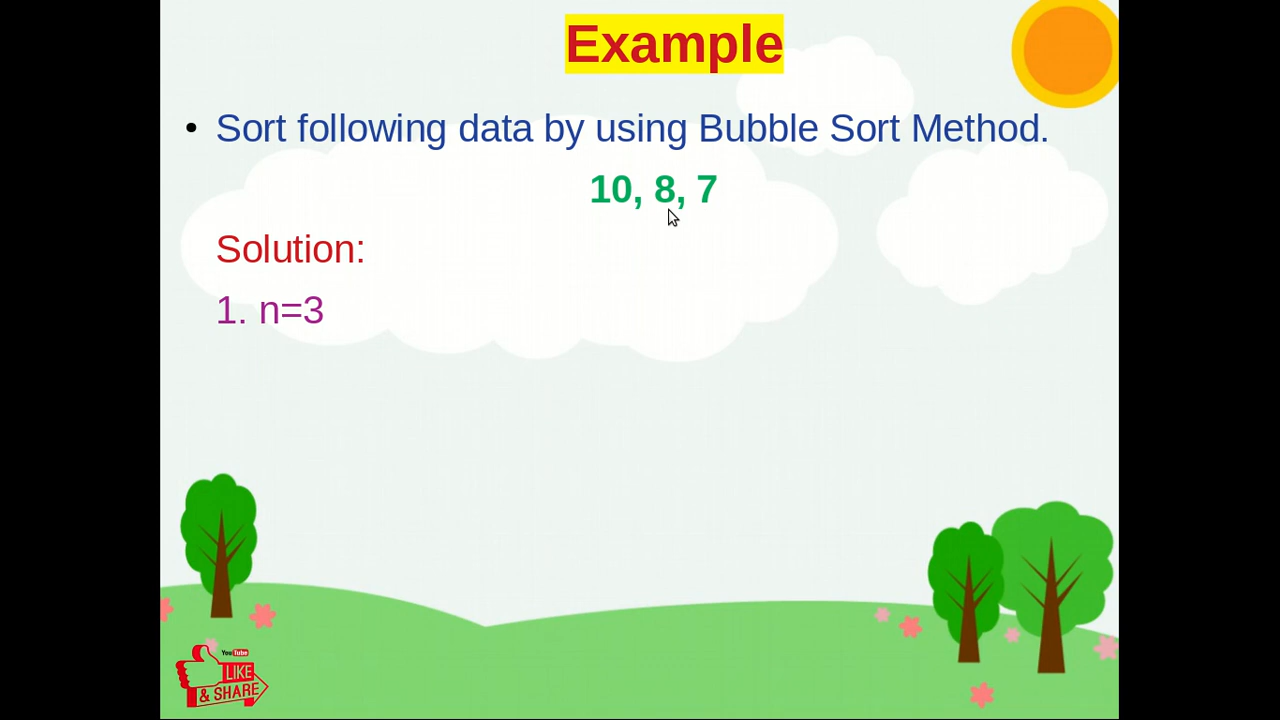 Example
• Sort following data by using Bubble Sort Method.
10, 8, 7
Solution:
1. n=3
YouTube
LIKE
& SHARE